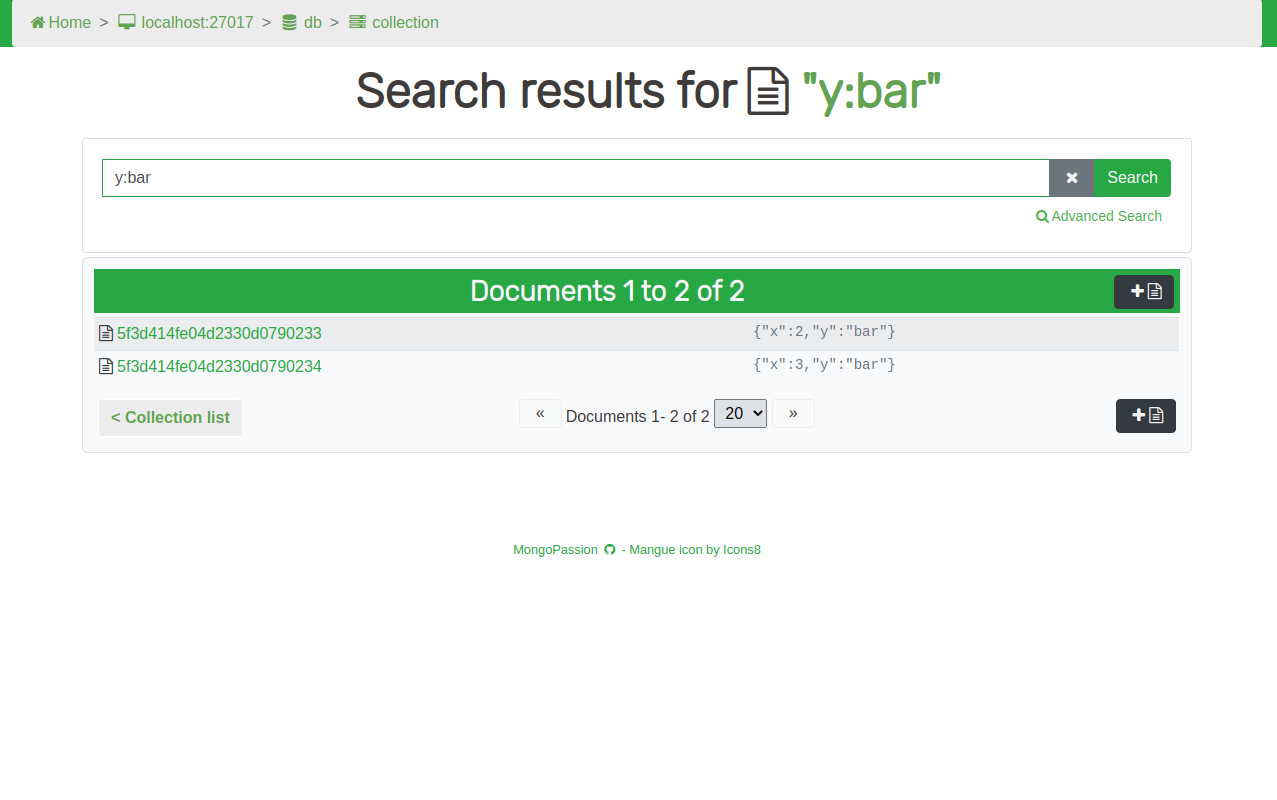 Home > localhost:27017 > db > collection
Search results for "y:bar"
y:bar Search
Advanced Search
Documents 1 to 2 of 2
5f3d414fe04d2330d0790233 {"x":2,"y":"bar"}
5f3d414fe04d2330d0790234 {"x":3,"y":"bar"}
< Collection list « Documents 1- 2 of 2 20 »
MongoPassion - Mangue icon by Icons8